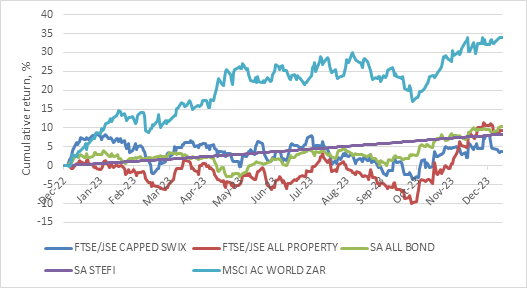 Cumulative return, %
40
35
30
25
20
15
10
5
0
-5
-10
-15
Dec-22
Jan-23
Feb-23
Mar-23
Apr-23
May-23
Jun-23
Jul-23
Aug-23
Sep-23
Oct-23
Nov-23
Dec-23
FTSE/JSE CAPPED SWIX
FTSE/JSE ALL PROPERTY
SA ALL BOND
SA STEFI
MSCI AC WORLD ZAR